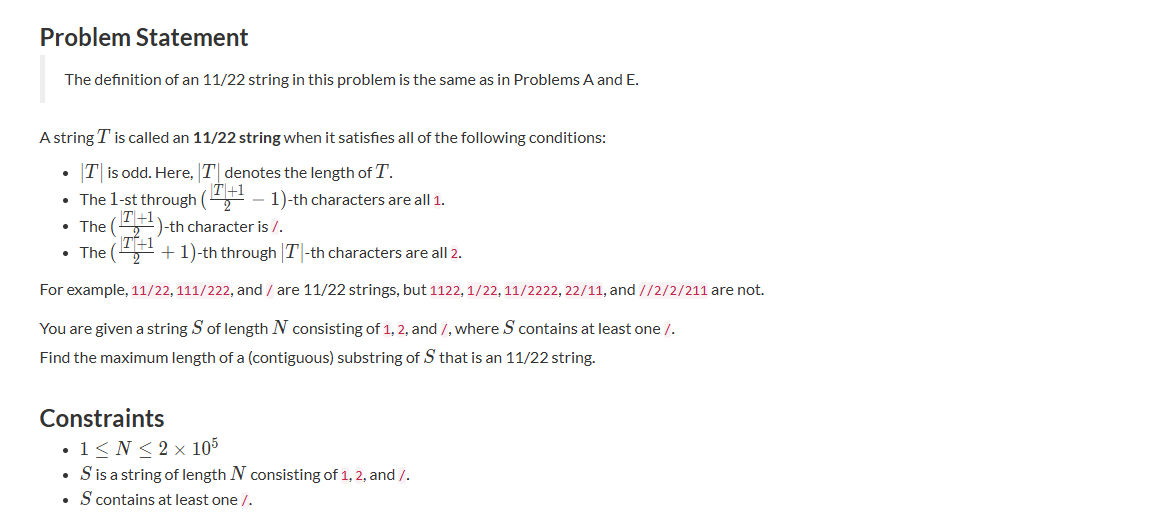 Problem Statement
The definition of an 11/22 string in this problem is the same as in Problems A and E.
A string T is called an 11/22 string when it satisfies all of the following conditions:
• |T| is odd. Here, |T| denotes the length of T.
• The 1-st through (\frac{|T|+1}{2} − 1)-th characters are all 1.
• The (\frac{|T|+1}{2})-th character is /.
• The (\frac{|T|+1}{2} + 1)-th through |T|-th characters are all 2.
For example, 11/22, 111/222, and / are 11/22 strings, but 1122, 1/22, 11/2222, 22/11, and //2/2/211 are not.
You are given a string S of length N consisting of 1, 2, and /, where S contains at least one /.
Find the maximum length of a (contiguous) substring of S that is an 11/22 string.
Constraints
• 1 ≤ N ≤ 2 × 10⁵
• S is a string of length N consisting of 1, 2, and /.
• S contains at least one /.